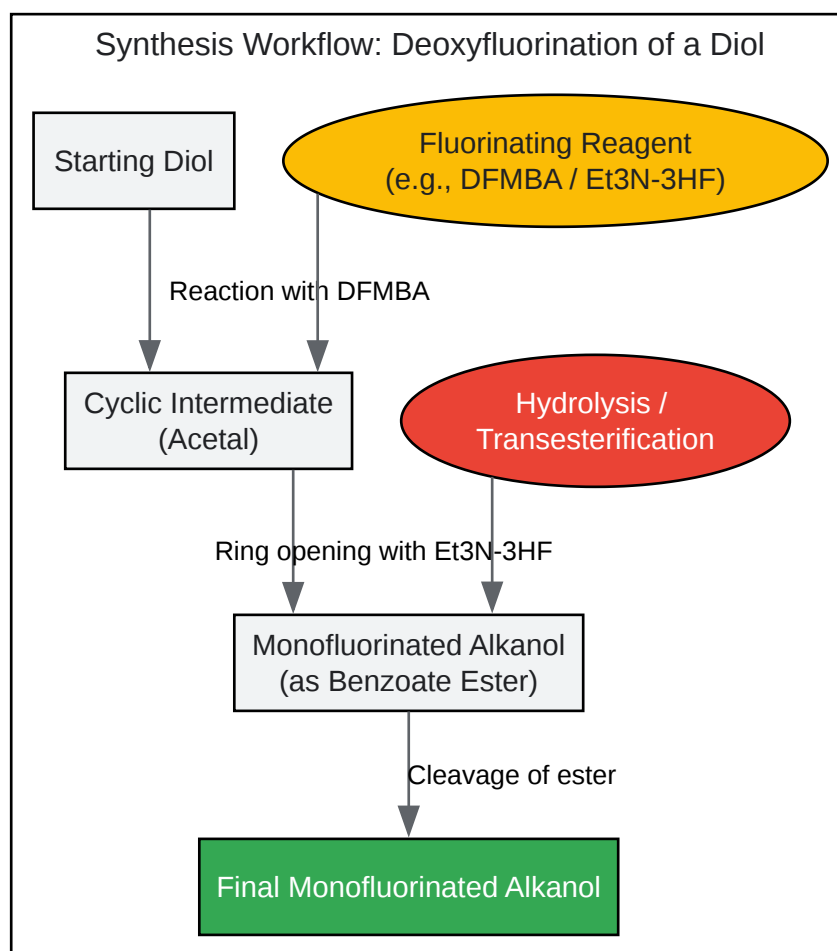 Synthesis Workflow: Deoxyfluorination of a Diol
Starting Diol
Fluorinating Reagent
(e.g., DFMBA / Et3N-3HF)
Reaction with DFMBA
Cyclic Intermediate
(Acetal)
Hydrolysis /
Transesterification
Ring opening with Et3N-3HF
Monofluorinated Alkanol
(as Benzoate Ester)
Cleavage of ester
Final Monofluorinated Alkanol